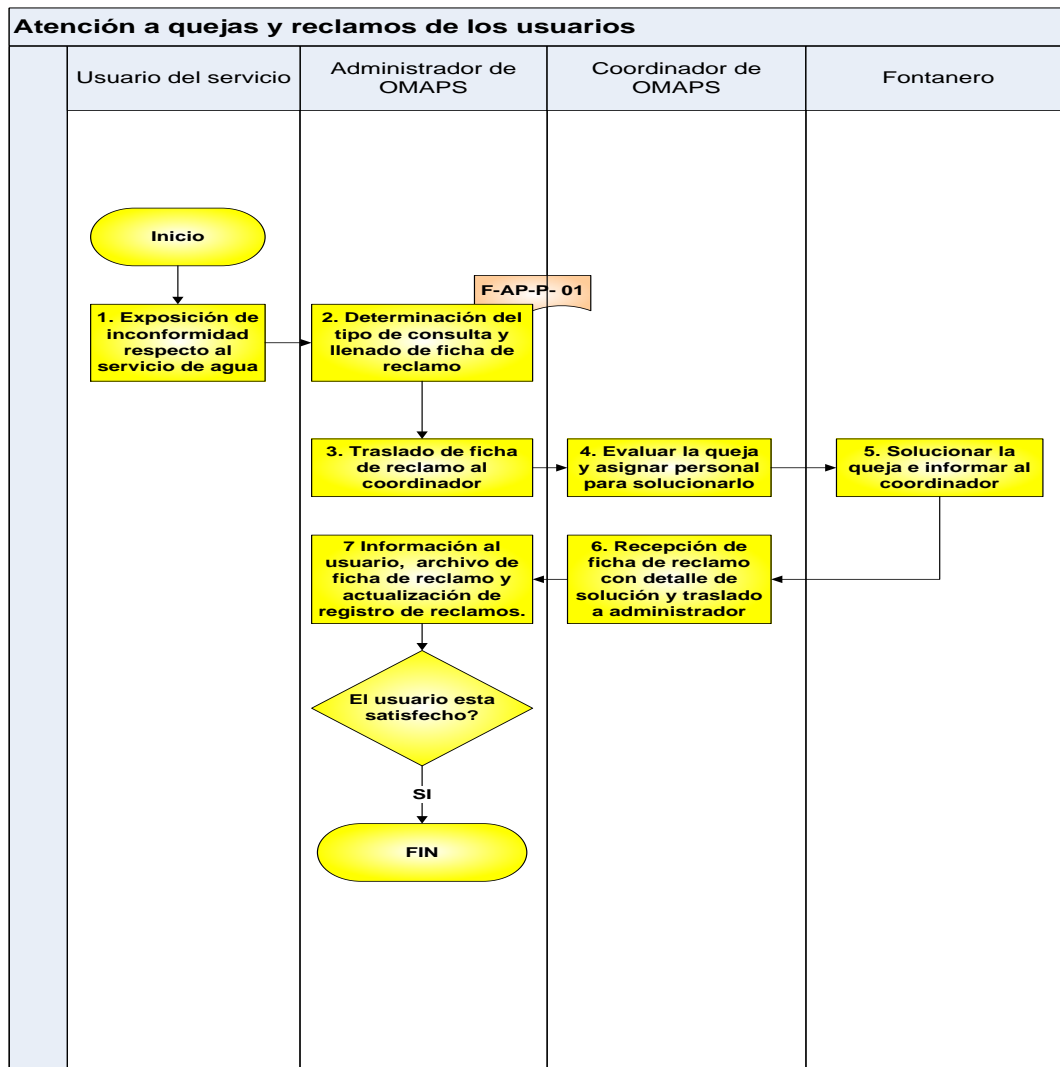 Atención a quejas y reclamos de los usuarios
Usuario del servicio
Administrador de
OMAPS
Coordinador de
OMAPS
Fontanero
Inicio
F-AP-P- 01
1. Exposición de
inconformidad
respecto al
servicio de agua
2. Determinación del
tipo de consulta y
llenado de ficha de
reclamo
3. Traslado de ficha
de reclamo al
coordinador
4. Evaluar la queja
y asignar personal
para solucionarlo
5. Solucionar la
queja e informar al
coordinador
7 Información al
usuario, archivo de
ficha de reclamo y
actualización de
registro de reclamos.
6. Recepción de
ficha de reclamo
con detalle de
solución y traslado
a administrador
El usuario esta
satisfecho?
SI
FIN